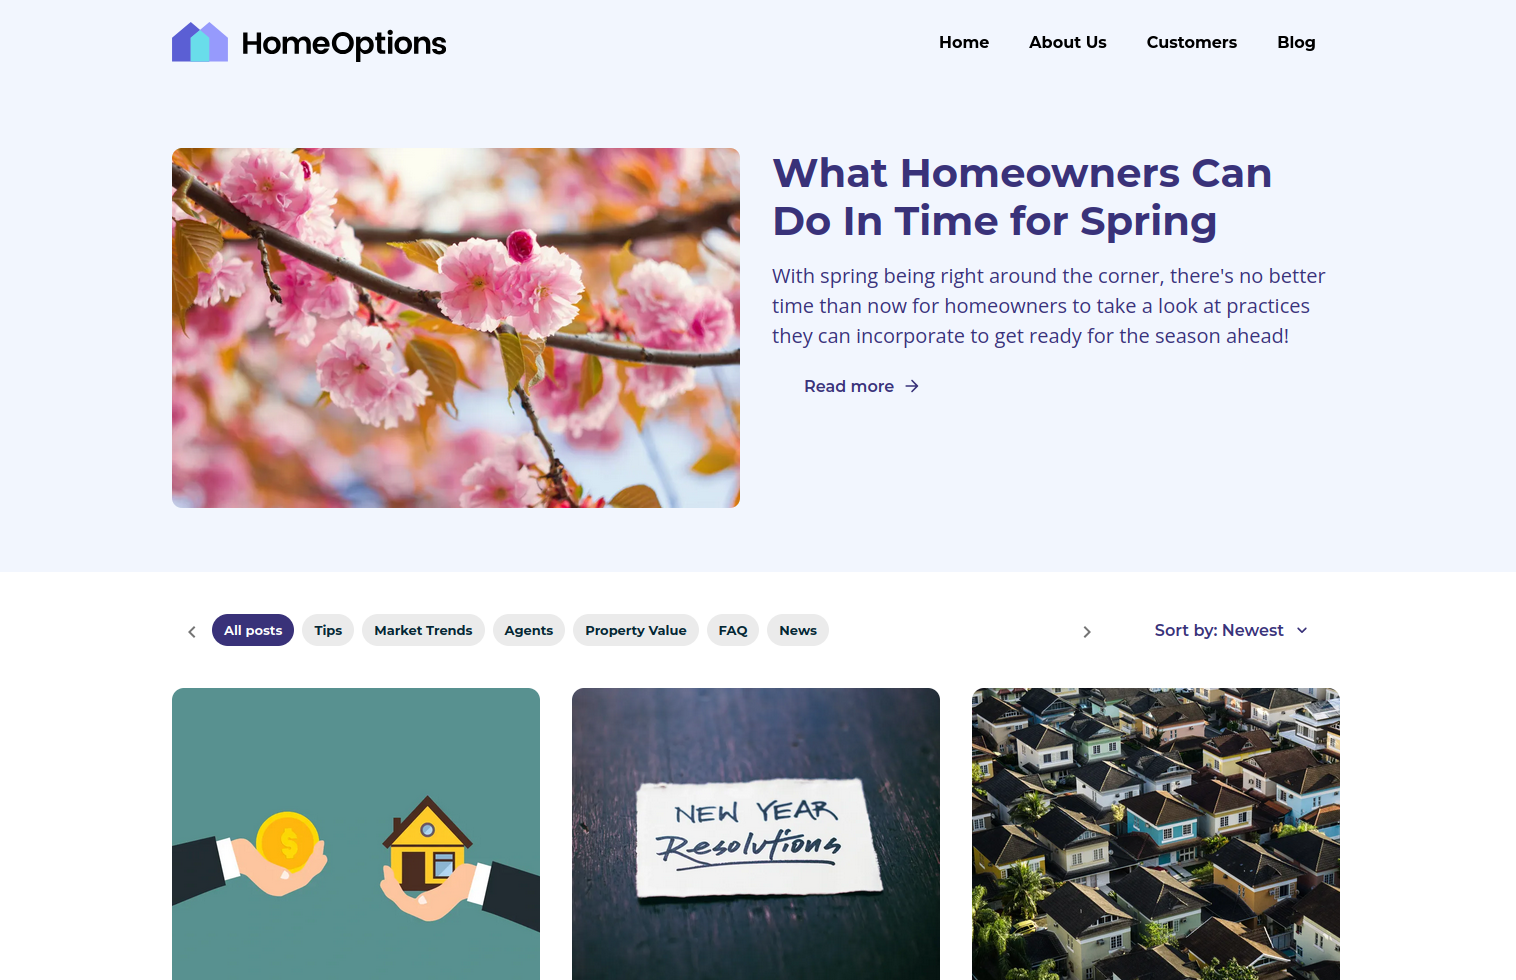 HomeOptions
Home About Us Customers Blog
What Homeowners Can
Do In Time for Spring
With spring being right around the corner, there's no better
time than now for homeowners to take a look at practices
they can incorporate to get ready for the season ahead!
Read more
All posts Tips Market Trends Agents Property Value FAQ News
Sort by: Newest
$
NEW YEAR
Resolutions